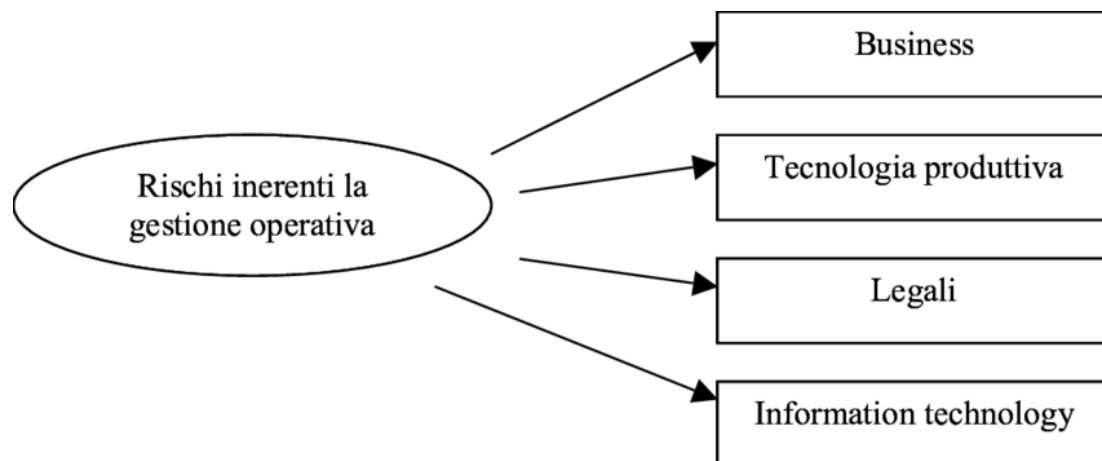 Rischi inerenti la
gestione operativa
Business
Tecnologia produttiva
Legali
Information technology